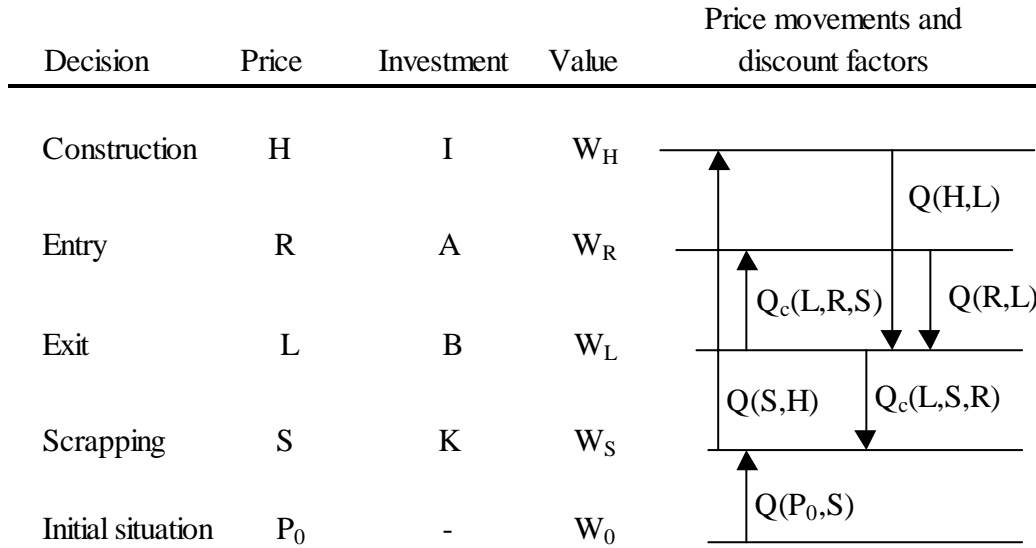 Price movements and
Decision Price Investment Value discount factors
Construction H I W_H
Q(H,L)
Entry R A W_R
Q_c(L,R,S) Q(R,L)
Exit L B W_L
Q(S,H) Q_c(L,S,R)
Scrapping S K W_S
Q(P_0,S)
Initial situation P_0 - W_0